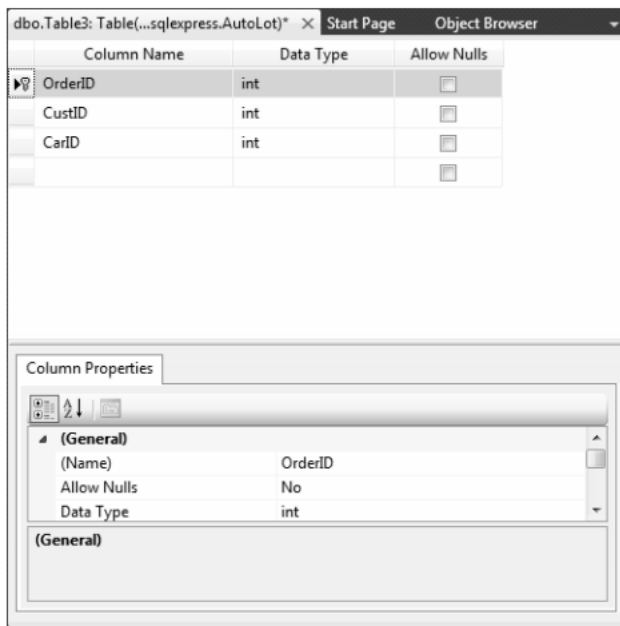 dbo.Table3: Table(...sqlexpress.AutoLot)* Start Page Object Browser
Column Name Data Type Allow Nulls
OrderID int
CustID int
CarID int
Column Properties
(General)
(Name) OrderID
Allow Nulls No
Data Type int
(General)